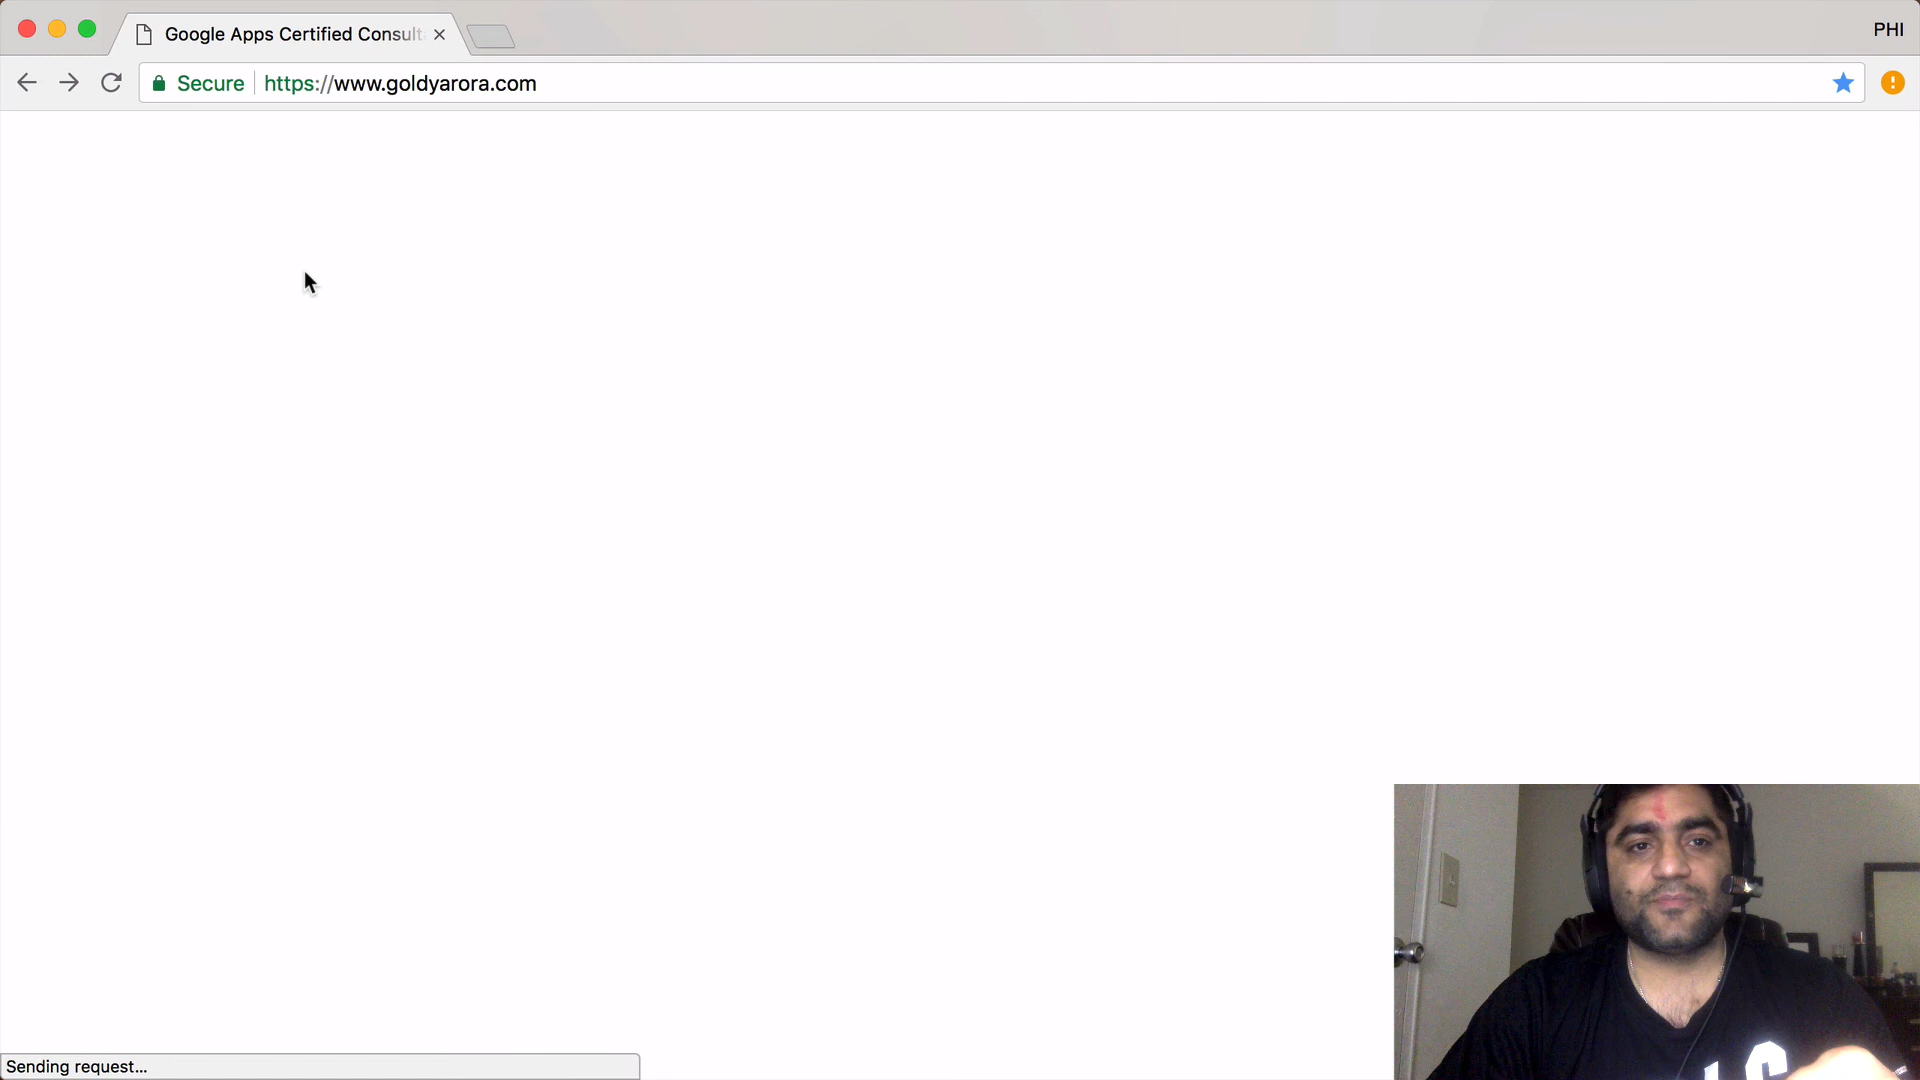 Google Apps Certified Consult
PHI
Secure
https://www.goldyarora.com
Sending request...